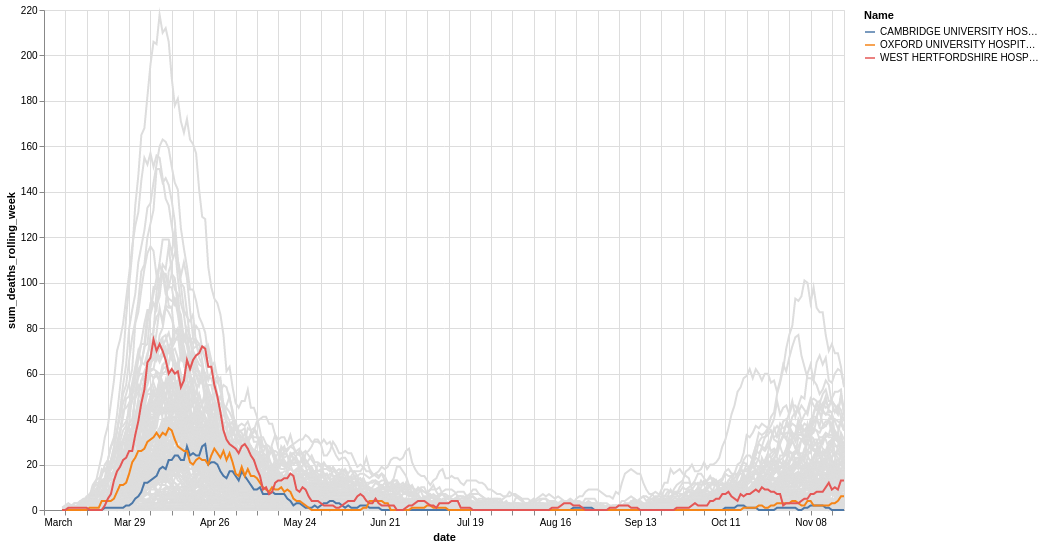 220
200
180
160
140
120
100
80
60
40
20
0
sum_deaths_rolling_week
March Mar 29 Apr 26 May 24 Jun 21 Jul 19 Aug 16 Sep 13 Oct 11 Nov 08
date
Name
CAMBRIDGE UNIVERSITY HOS…
OXFORD UNIVERSITY HOSPIT…
WEST HERTFORDSHIRE HOSP…